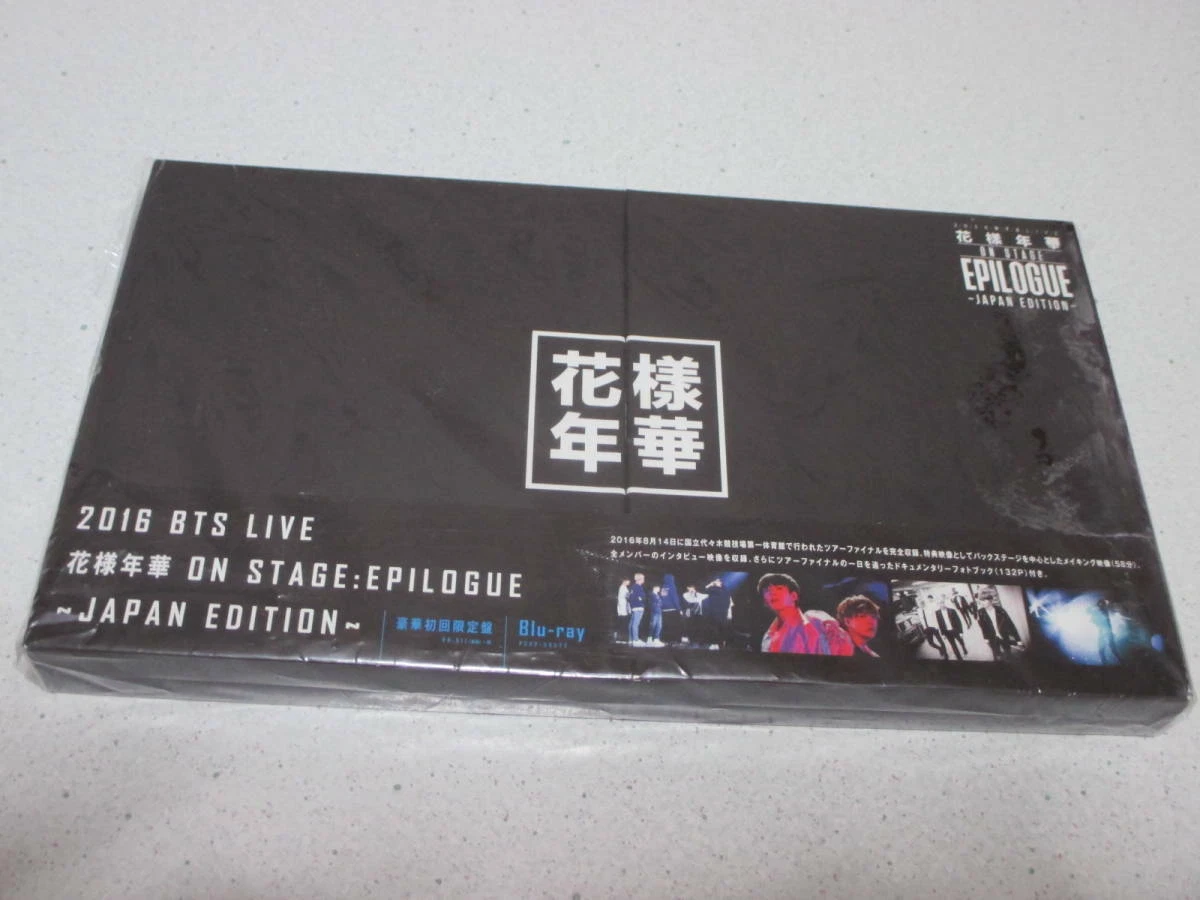 花様年華
ON STAGE
EPILOGUE
~JAPAN EDITION~
花様
年華
2016 BTS LIVE
花様年華 ON STAGE:EPILOGUE
~JAPAN EDITION~
豪華初回限定盤
Blu-ray
2016年8月14日に国立代々木競技場第一体育館で行われたツアーファイナルを完全収録。特典映像としてバックステージを中心としたメイキング映像(58分)、
全メンバーのインタビュー映像を収録。さらにツアーファイナルの一日を追ったドキュメンタリーフォトブック(132P)付き。